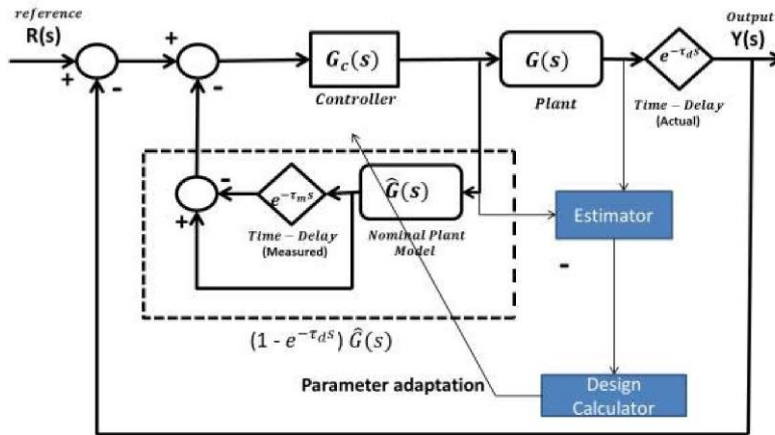 reference
R(s)
Output
Y(s)
+
-
+
-
G_c(s)
Controller
G(s)
Plant
e^{-τ_d s}
Time - Delay
(Actual)
-
+
e^{-τ_m s}
Time - Delay
(Measured)
Ĝ(s)
Nominal Plant
Model
Estimator
-
(1 - e^{-τ_d s}) Ĝ(s)
Parameter adaptation
Design
Calculator